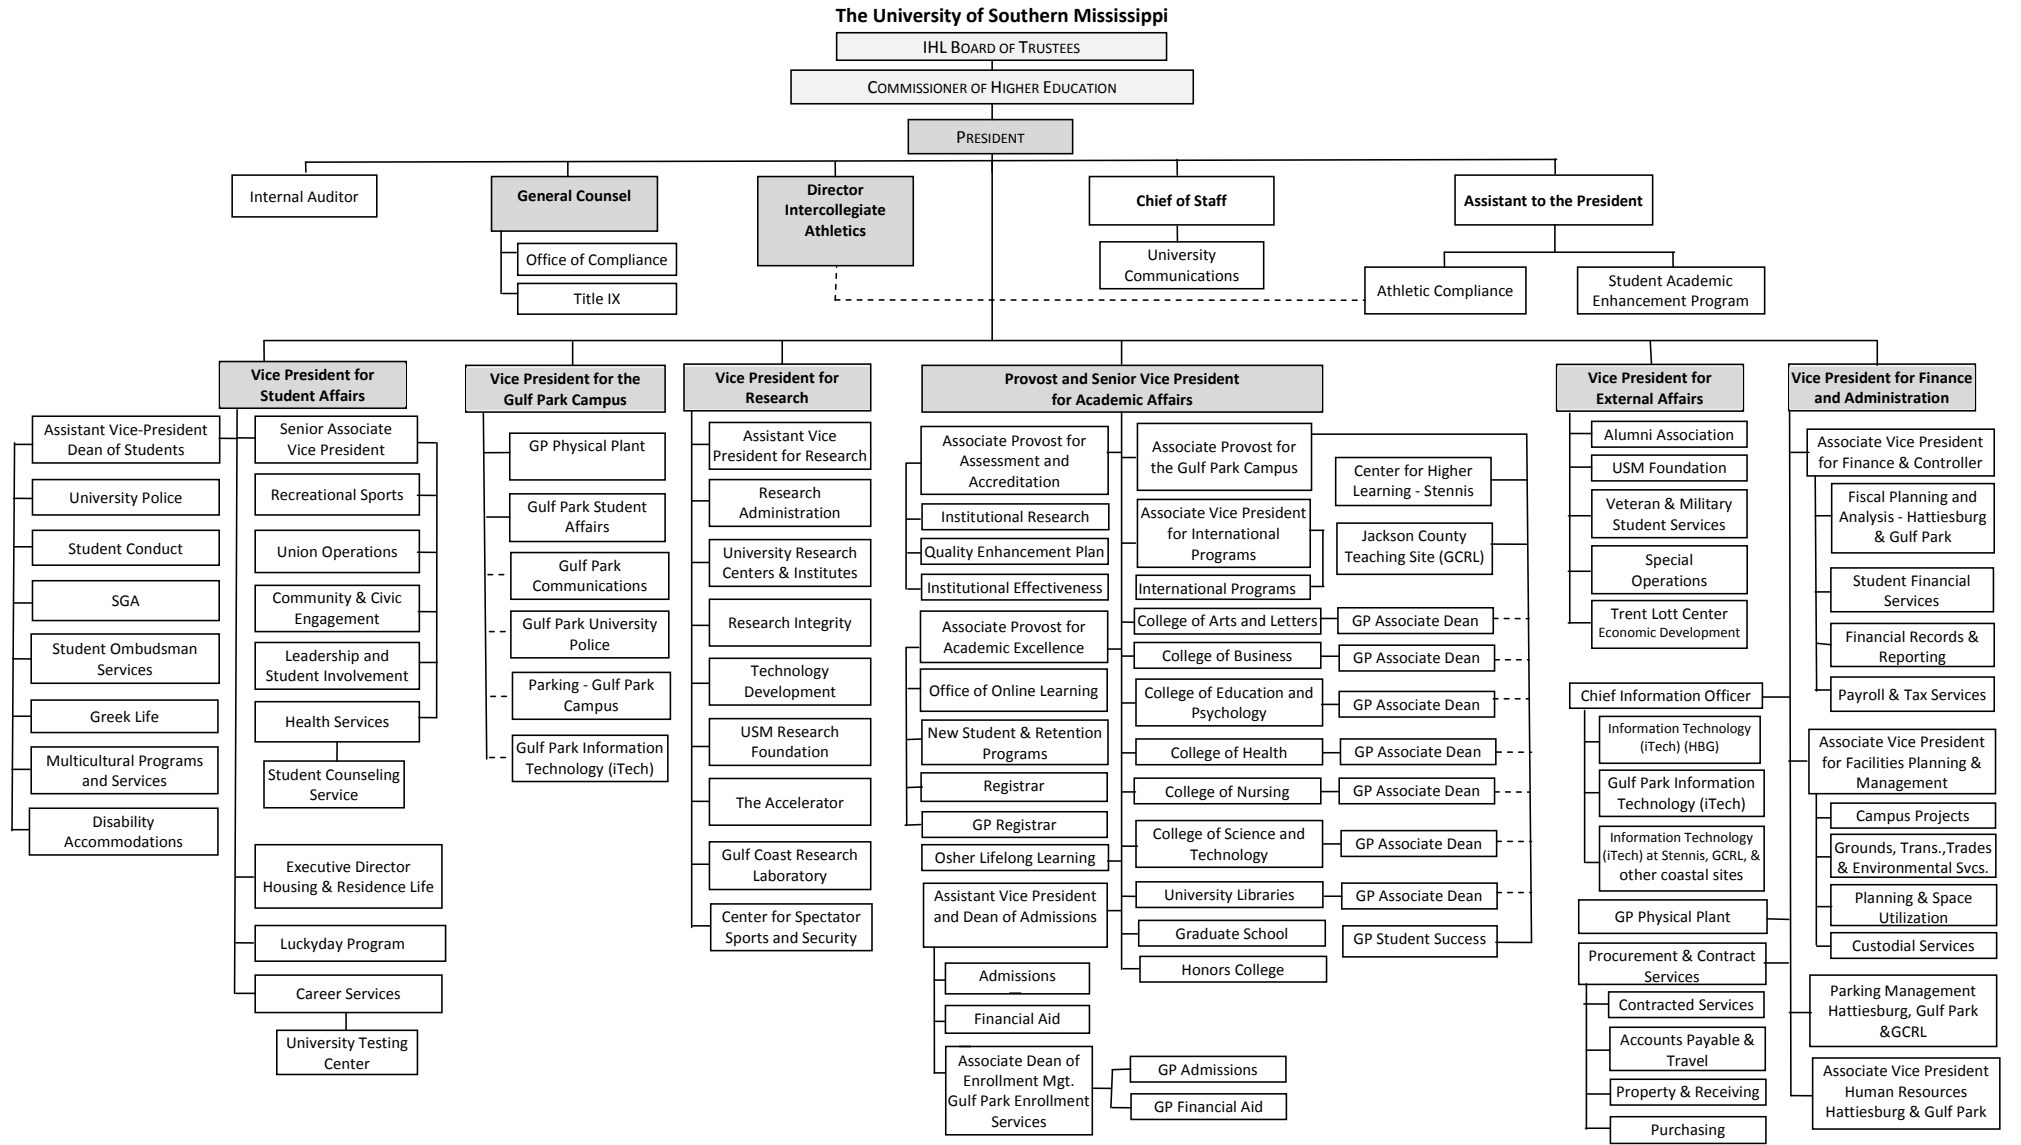 The University of Southern Mississippi
IHL BOARD OF TRUSTEES
COMMISSIONER OF HIGHER EDUCATION
PRESIDENT
Internal Auditor
General Counsel
Office of Compliance
Title IX
Director
Intercollegiate
Athletics
Chief of Staff
University
Communications
Assistant to the President
Athletic Compliance
Student Academic
Enhancement Program
Vice President for
Student Affairs
Assistant Vice-President
Dean of Students
University Police
Student Conduct
SGA
Student Ombudsman
Services
Greek Life
Multicultural Programs
and Services
Disability
Accommodations
Senior Associate
Vice President
Recreational Sports
Union Operations
Community & Civic
Engagement
Leadership and
Student Involvement
Health Services
Student Counseling
Service
Executive Director
Housing & Residence Life
Luckyday Program
Career Services
University Testing
Center
Vice President for the
Gulf Park Campus
GP Physical Plant
Gulf Park Student
Affairs
Gulf Park
Communications
Gulf Park University
Police
Parking - Gulf Park
Campus
Gulf Park Information
Technology (iTech)
Vice President for
Research
Assistant Vice
President for Research
Research
Administration
University Research
Centers & Institutes
Research Integrity
Technology
Development
USM Research
Foundation
The Accelerator
Gulf Coast Research
Laboratory
Center for Spectator
Sports and Security
Provost and Senior Vice President
for Academic Affairs
Associate Provost for
Assessment and
Accreditation
Institutional Research
Quality Enhancement Plan
Institutional Effectiveness
Associate Provost for
Academic Excellence
Office of Online Learning
New Student & Retention
Programs
Registrar
GP Registrar
Osher Lifelong Learning
Assistant Vice President
and Dean of Admissions
Admissions
Financial Aid
Associate Dean of
Enrollment Mgt.
Gulf Park Enrollment
Services
GP Admissions
GP Financial Aid
Associate Provost for
the Gulf Park Campus
Associate Vice President
for International
Programs
International Programs
College of Arts and Letters
College of Business
College of Education and
Psychology
College of Health
College of Nursing
College of Science and
Technology
University Libraries
Graduate School
Honors College
Center for Higher
Learning - Stennis
Jackson County
Teaching Site (GCRL)
GP Associate Dean
GP Associate Dean
GP Associate Dean
GP Associate Dean
GP Associate Dean
GP Associate Dean
GP Associate Dean
GP Student Success
Vice President for
External Affairs
Alumni Association
USM Foundation
Veteran & Military
Student Services
Special
Operations
Trent Lott Center
Economic Development
Vice President for Finance
and Administration
Associate Vice President
for Finance & Controller
Fiscal Planning and
Analysis - Hattiesburg
& Gulf Park
Student Financial
Services
Financial Records &
Reporting
Payroll & Tax Services
Chief Information Officer
Information Technology
(iTech) (HBG)
Gulf Park Information
Technology (iTech)
Information Technology
(iTech) at Stennis, GCRL, &
other coastal sites
Associate Vice President
for Facilities Planning &
Management
Campus Projects
Grounds, Trans.,Trades
& Environmental Svcs.
Planning & Space
Utilization
Custodial Services
GP Physical Plant
Procurement & Contract
Services
Contracted Services
Accounts Payable &
Travel
Property & Receiving
Purchasing
Parking Management
Hattiesburg, Gulf Park
&GCRL
Associate Vice President
Human Resources
Hattiesburg & Gulf Park